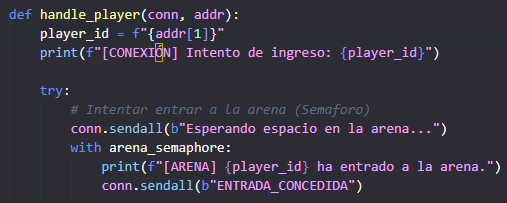 def handle_player(conn, addr):
    player_id = f"{addr[1]}"
    print(f"[CONEXIÓN] Intento de ingreso: {player_id}")

    try:
        # Intentar entrar a la arena (Semaforo)
        conn.sendall(b"Esperando espacio en la arena...")
        with arena_semaphore:
            print(f"[ARENA] {player_id} ha entrado a la arena.")
            conn.sendall(b"ENTRADA_CONCEDIDA")